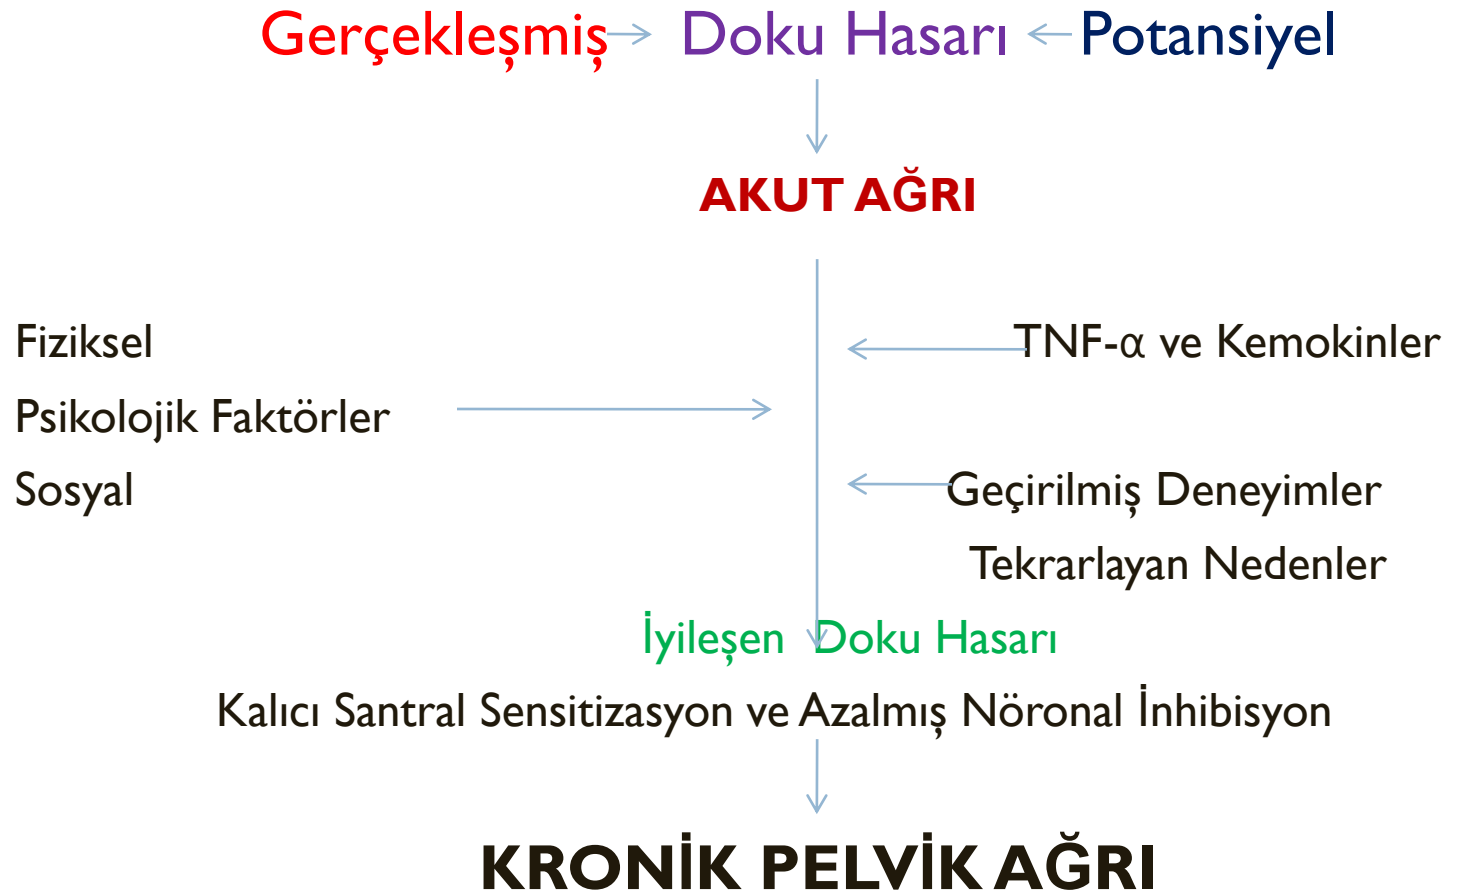 Gerçekleşmiş Doku Hasarı Potansiyel
AKUT AĞRI
Fiziksel TNF-α ve Kemokinler
Psikolojik Faktörler
Sosyal Geçirilmiş Deneyimler
Tekrarlayan Nedenler
İyileşen Doku Hasarı
Kalıcı Santral Sensitizasyon ve Azalmış Nöronal İnhibisyon
KRONİK PELVİK AĞRI